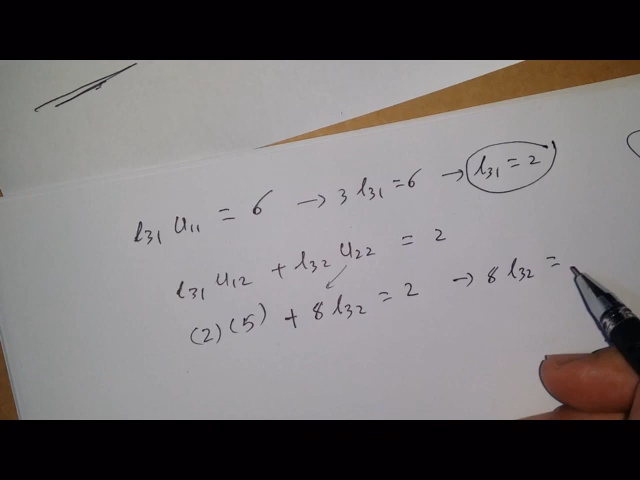 l₃₁ u₁₁ = 6 → 3 l₃₁ = 6 → l₃₁ = 2
l₃₁ u₁₂ + l₃₂ u₂₂ = 2
(2)(5) + 8 l₃₂ = 2 → 8 l₃₂ =